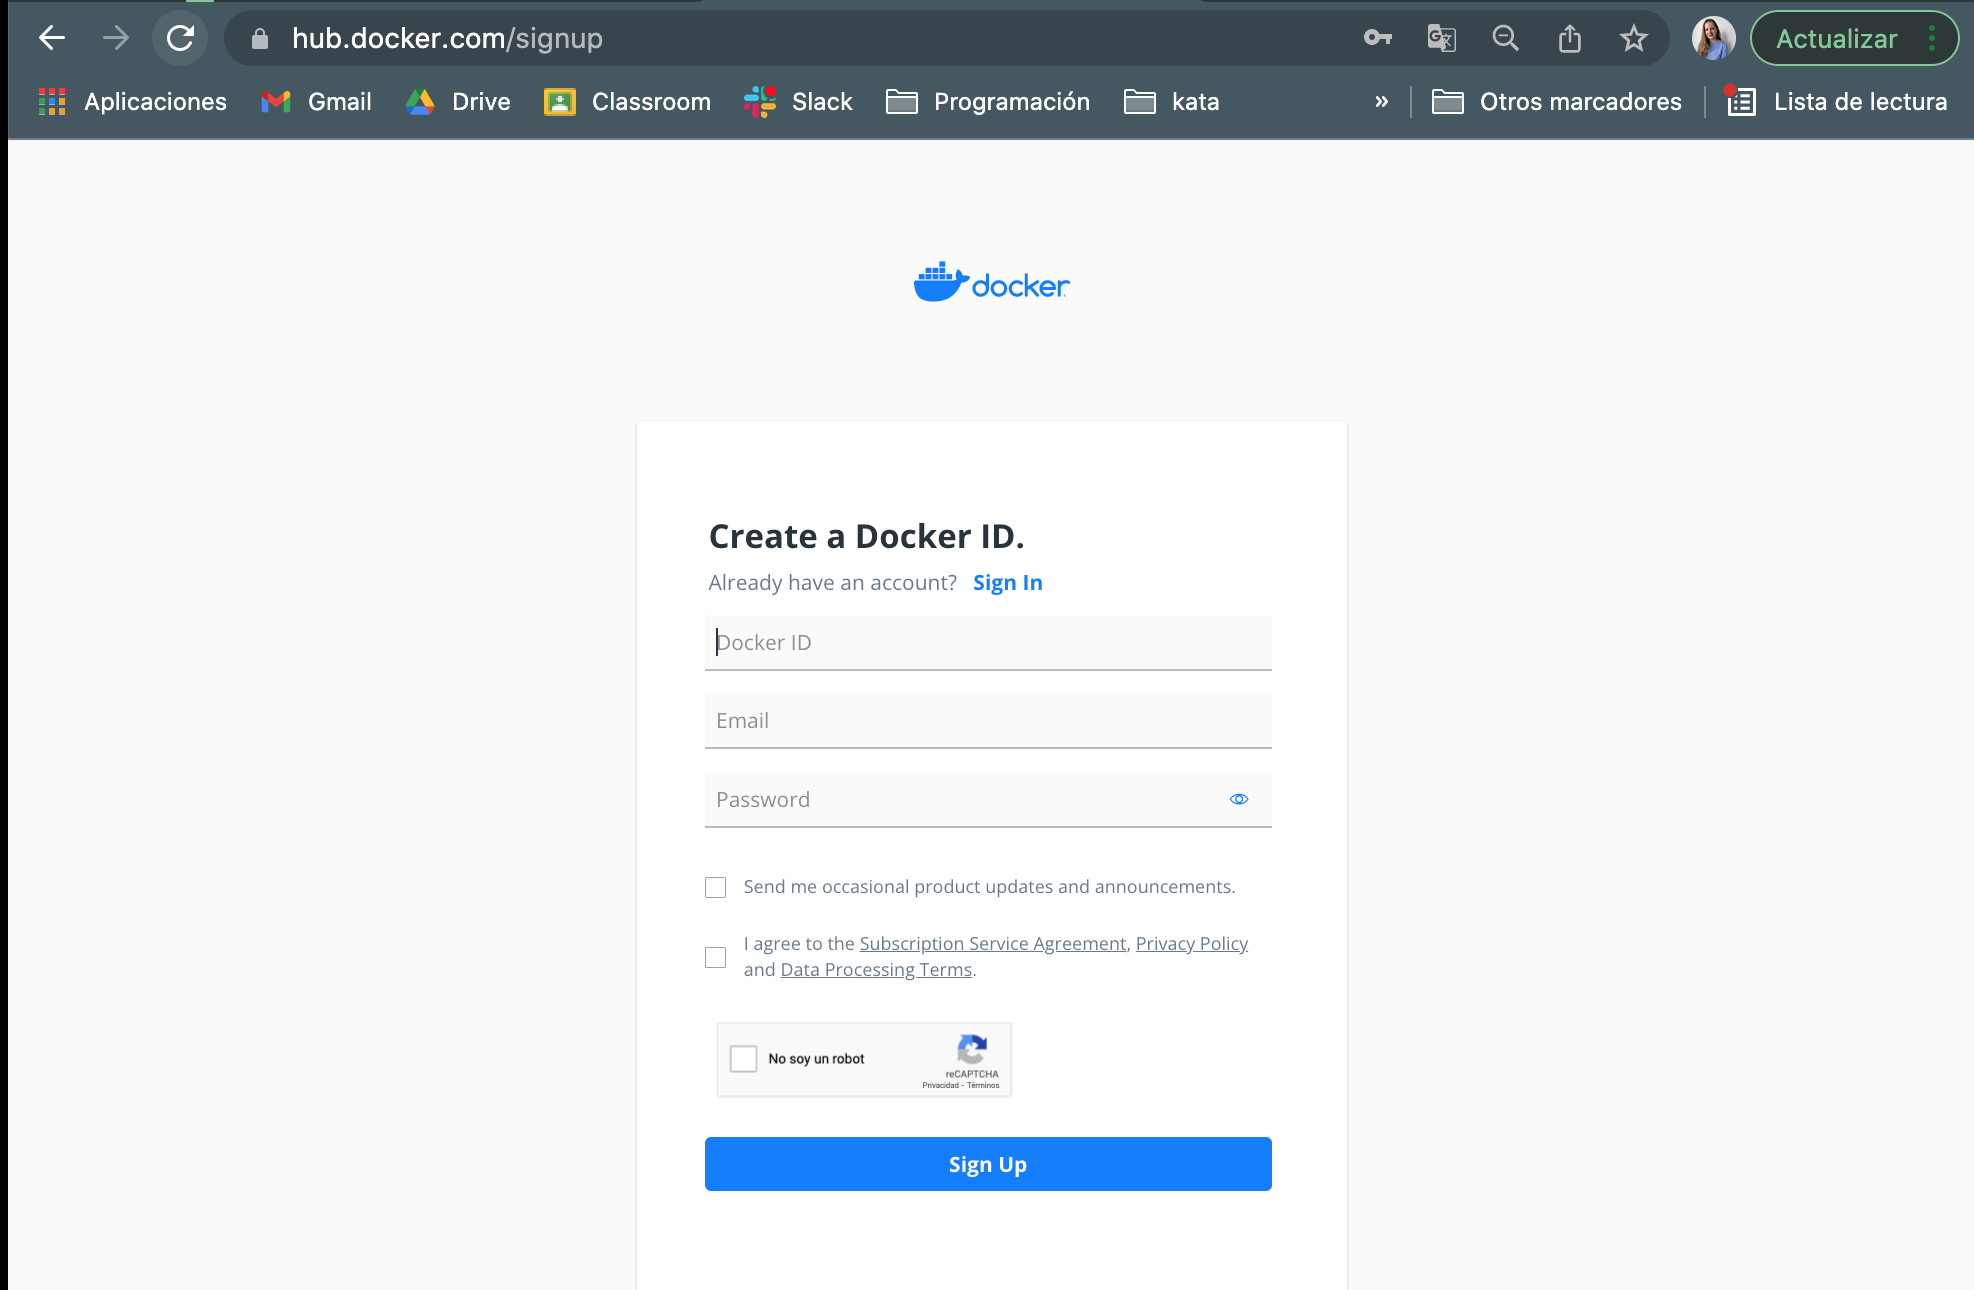 hub.docker.com/signup
Actualizar
Aplicaciones Gmail Drive Classroom Slack Programación kata » Otros marcadores Lista de lectura
docker
Create a Docker ID.
Already have an account? Sign In
Docker ID
Email
Password
Send me occasional product updates and announcements.
I agree to the Subscription Service Agreement, Privacy Policy
and Data Processing Terms.
No soy un robot
reCAPTCHA
Privacidad - Términos
Sign Up